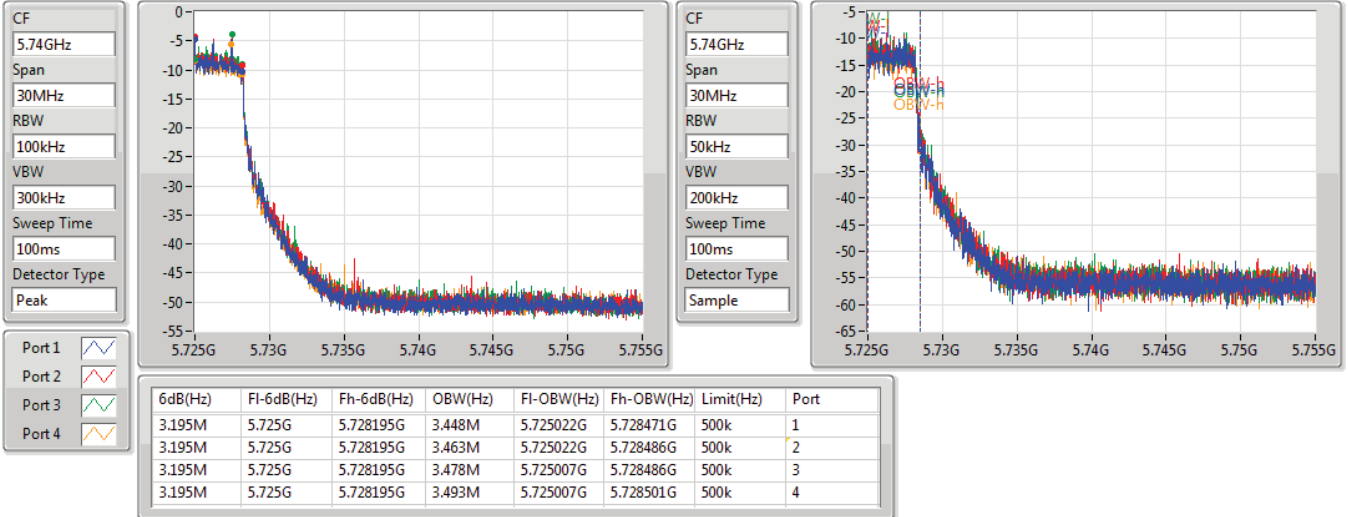 CF
5.74GHz
Span
30MHz
RBW
100kHz
VBW
300kHz
Sweep Time
100ms
Detector Type
Peak
0
-5
-10
-15
-20
-25
-30
-35
-40
-45
-50
-55
5.725G 5.73G 5.735G 5.74G 5.745G 5.75G 5.755G
CF
5.74GHz
Span
30MHz
RBW
50kHz
VBW
200kHz
Sweep Time
100ms
Detector Type
Sample
-5
-10
-15
-20
-25
-30
-35
-40
-45
-50
-55
-60
-65
OBW-h
OBW-h
OBW-h
5.725G 5.73G 5.735G 5.74G 5.745G 5.75G 5.755G
Port 1
Port 2
Port 3
Port 4
6dB(Hz) Fl-6dB(Hz) Fh-6dB(Hz) OBW(Hz) Fl-OBW(Hz) Fh-OBW(Hz) Limit(Hz) Port
3.195M 5.725G 5.728195G 3.448M 5.725022G 5.728471G 500k 1
3.195M 5.725G 5.728195G 3.463M 5.725022G 5.728486G 500k 2
3.195M 5.725G 5.728195G 3.478M 5.725007G 5.728486G 500k 3
3.195M 5.725G 5.728195G 3.493M 5.725007G 5.728501G 500k 4